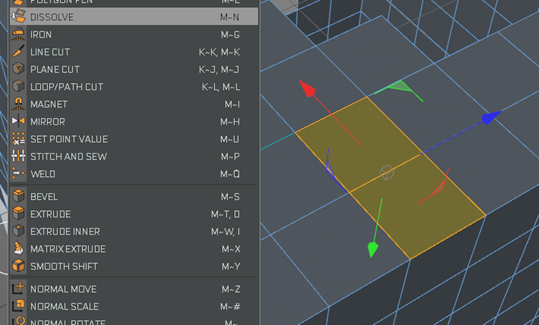 POLYGON PEN M~E
DISSOLVE M~N
IRON M~G
LINE CUT K~K, M~K
PLANE CUT K~J, M~J
LOOP/PATH CUT K~L, M~L
MAGNET M~I
MIRROR M~H
SET POINT VALUE M~U
STITCH AND SEW M~P
WELD M~Q
BEVEL M~S
EXTRUDE M~T, D
EXTRUDE INNER M~W, I
MATRIX EXTRUDE M~X
SMOOTH SHIFT M~Y
NORMAL MOVE M~Z
NORMAL SCALE M~#
NORMAL ROTATE